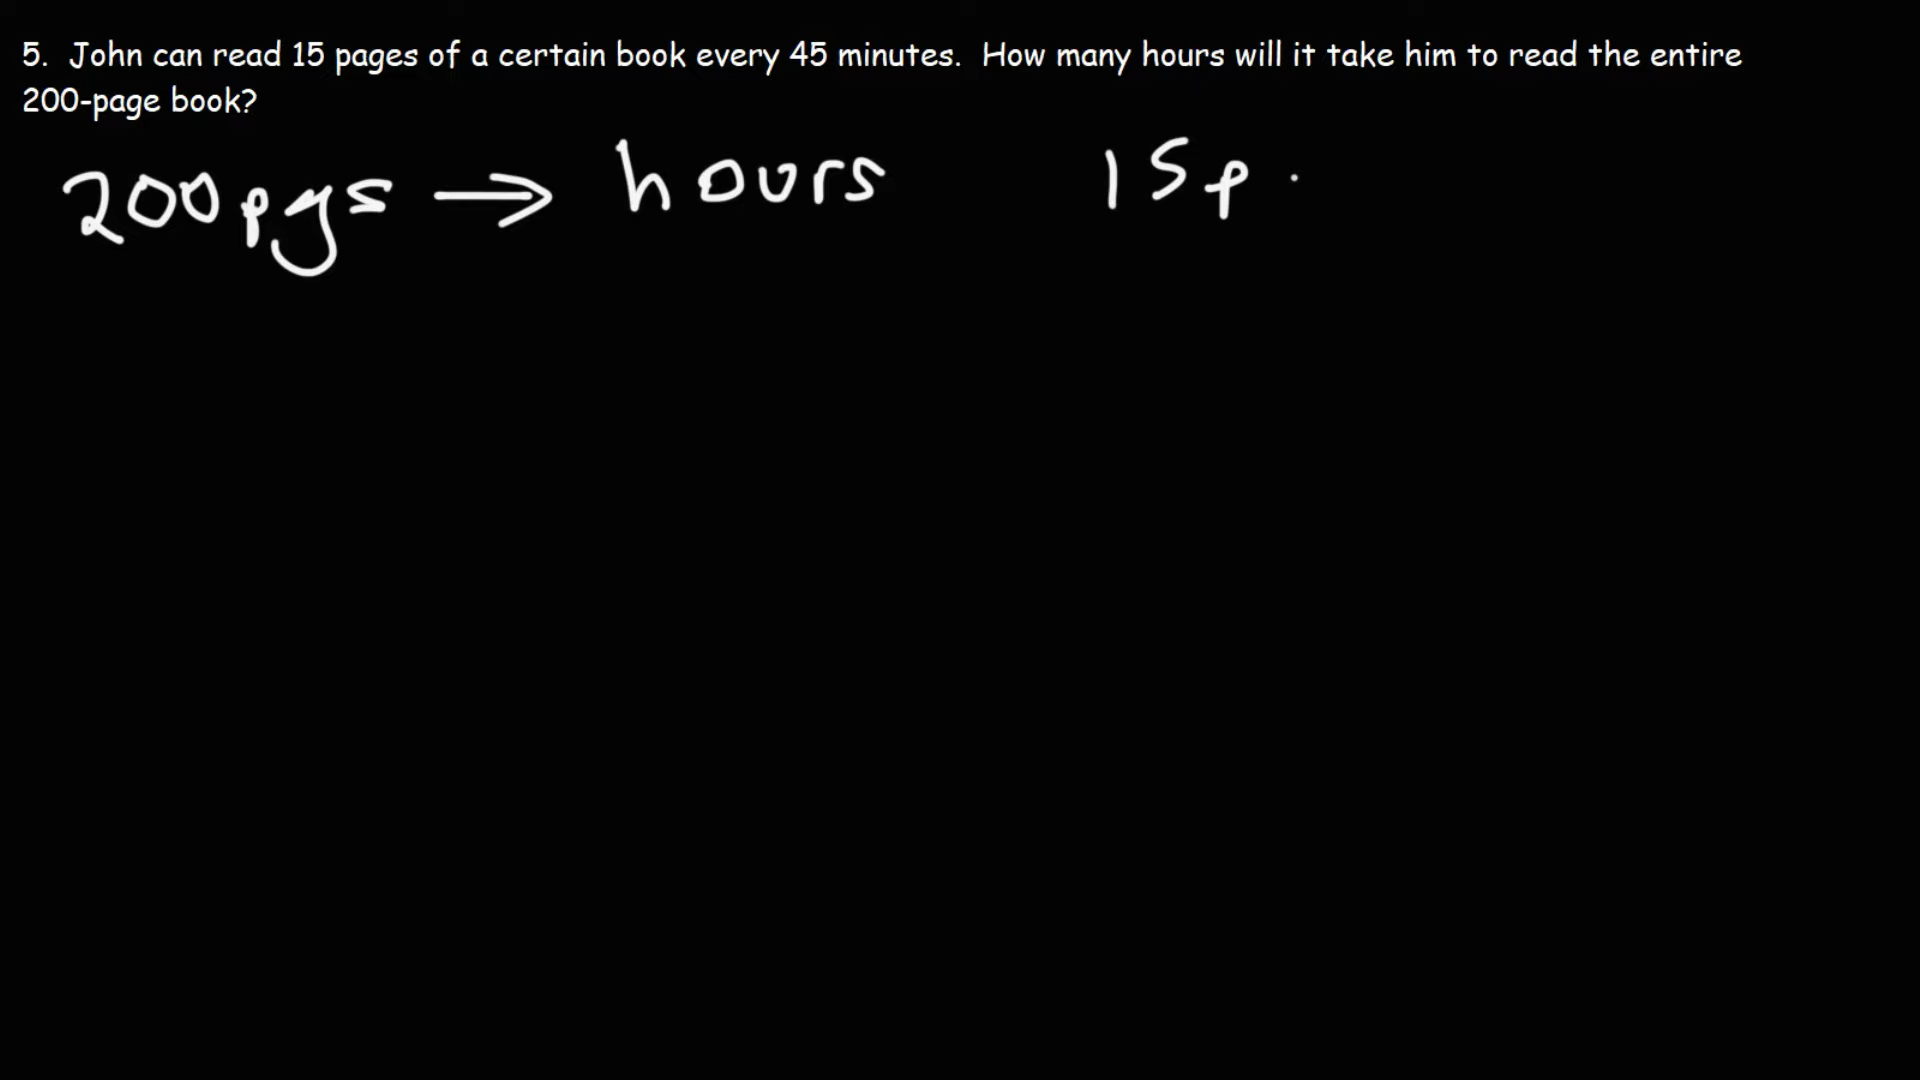 5. John can read 15 pages of a certain book every 45 minutes. How many hours will it take him to read the entire
200-page book?
200pgs → hours 15p